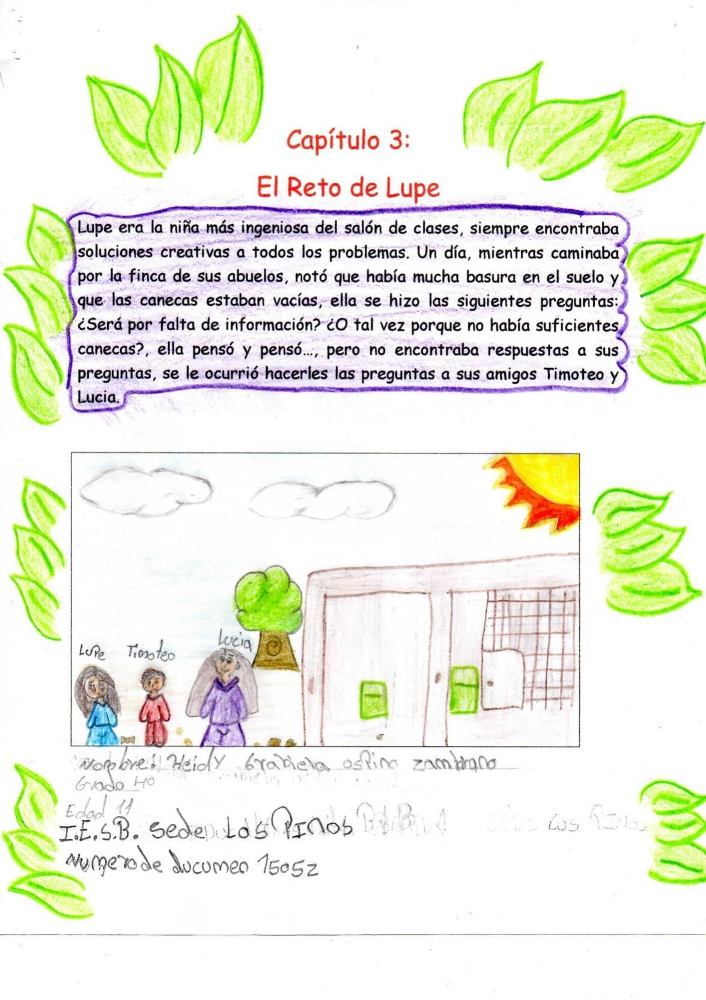 Capítulo 3:
El Reto de Lupe
Lupe era la niña más ingeniosa del salón de clases, siempre encontraba
soluciones creativas a todos los problemas. Un día, mientras caminaba
por la finca de sus abuelos, notó que había mucha basura en el suelo y
que las canecas estaban vacías, ella se hizo las siguientes preguntas:
¿Será por falta de información? ¿O tal vez porque no había suficientes
canecas?, ella pensó y pensó…, pero no encontraba respuestas a sus
preguntas, se le ocurrió hacerles las preguntas a sus amigos Timoteo y
Lucia.
Lupe Timoteo Lucia
Nombre: Heidy Grabiela ospino zambrano
Grado 4º
Edad 11
I.E.S.B. sede Los Pinos
Numero de ducumeo 15052